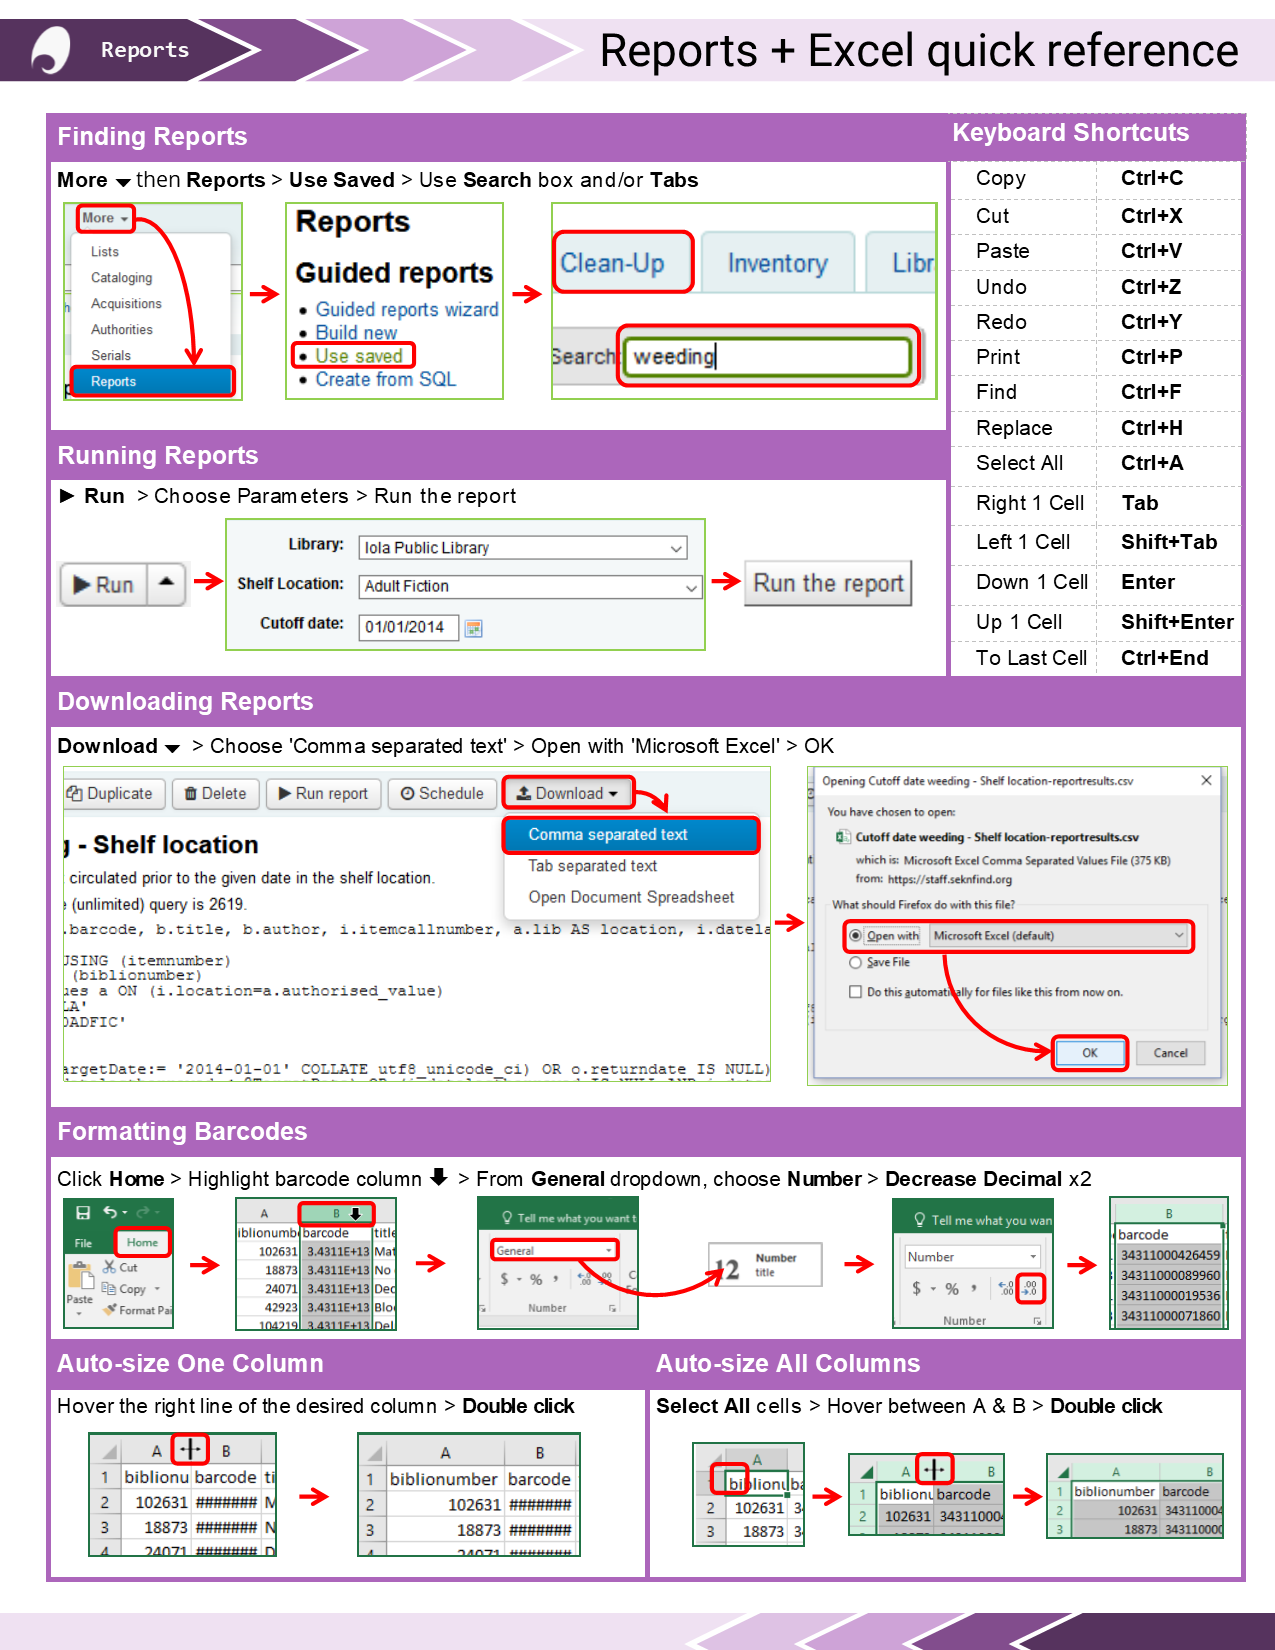 Reports
Reports + Excel quick reference
Finding Reports
More then Reports > Use Saved > Use Search box and/or Tabs
More
Lists
Cataloging
Acquisitions
Authorities
Serials
Reports
Reports
Guided reports
Guided reports wizard
Build new
Use saved
Create from SQL
Clean-Up Inventory Libr
Search: weeding
Keyboard Shortcuts
Copy Ctrl+C
Cut Ctrl+X
Paste Ctrl+V
Undo Ctrl+Z
Redo Ctrl+Y
Print Ctrl+P
Find Ctrl+F
Replace Ctrl+H
Select All Ctrl+A
Right 1 Cell Tab
Left 1 Cell Shift+Tab
Down 1 Cell Enter
Up 1 Cell Shift+Enter
To Last Cell Ctrl+End
Running Reports
► Run > Choose Parameters > Run the report
Run
Library: Iola Public Library
Shelf Location: Adult Fiction
Cutoff date: 01/01/2014
Run the report
Downloading Reports
Download > Choose 'Comma separated text' > Open with 'Microsoft Excel' > OK
Duplicate Delete Run report Schedule Download
Comma separated text
Tab separated text
Open Document Spreadsheet
- Shelf location
circulated prior to the given date in the shelf location.
(unlimited) query is 2619.
.barcode, b.title, b.author, i.itemcallnumber, a.lib AS location, i.datela
USING (itemnumber)
(biblionumber)
ues a ON (i.location=a.authorised_value)
LA'
OADFIC'
argetDate:= '2014-01-01' COLLATE utf8_unicode_ci) OR o.returndate IS NULL)
Opening Cutoff date weeding - Shelf location-reportresults.csv
You have chosen to open:
Cutoff date weeding - Shelf location-reportresults.csv
which is: Microsoft Excel Comma Separated Values File (375 KB)
from: https://staff.seknfind.org
What should Firefox do with this file?
Open with Microsoft Excel (default)
Save File
Do this automatically for files like this from now on.
OK Cancel
Formatting Barcodes
Click Home > Highlight barcode column > From General dropdown, choose Number > Decrease Decimal x2
File Home
Cut
Copy
Paste
Format Pai
A B
iblionumb barcode title
102631 3.4311E+13 Mat
18873 3.4311E+13 No
24071 3.4311E+13 Dec
42923 3.4311E+13 Bloo
104219 3.4311E+13 Del
Tell me what you want t
General
$ % ,
Number
12 Number
title
Tell me what you wan
Number
$ % ,
Number
B
barcode
34311000426459
34311000089960
34311000019536
34311000071860
Auto-size One Column
Hover the right line of the desired column > Double click
A B
1 biblionu barcode ti
2 102631 ####### M
3 18873 ####### N
4 24071 ####### D
A B
1 biblionumber barcode
2 102631 #######
3 18873 #######
4 24071 #######
Auto-size All Columns
Select All cells > Hover between A & B > Double click
A
biblionu ba
2 102631 34
3 18873 34
A B
1 biblionu barcode
2 102631 343110004
A B
1 biblionumber barcode
2 102631 343110004
3 18873 343110000